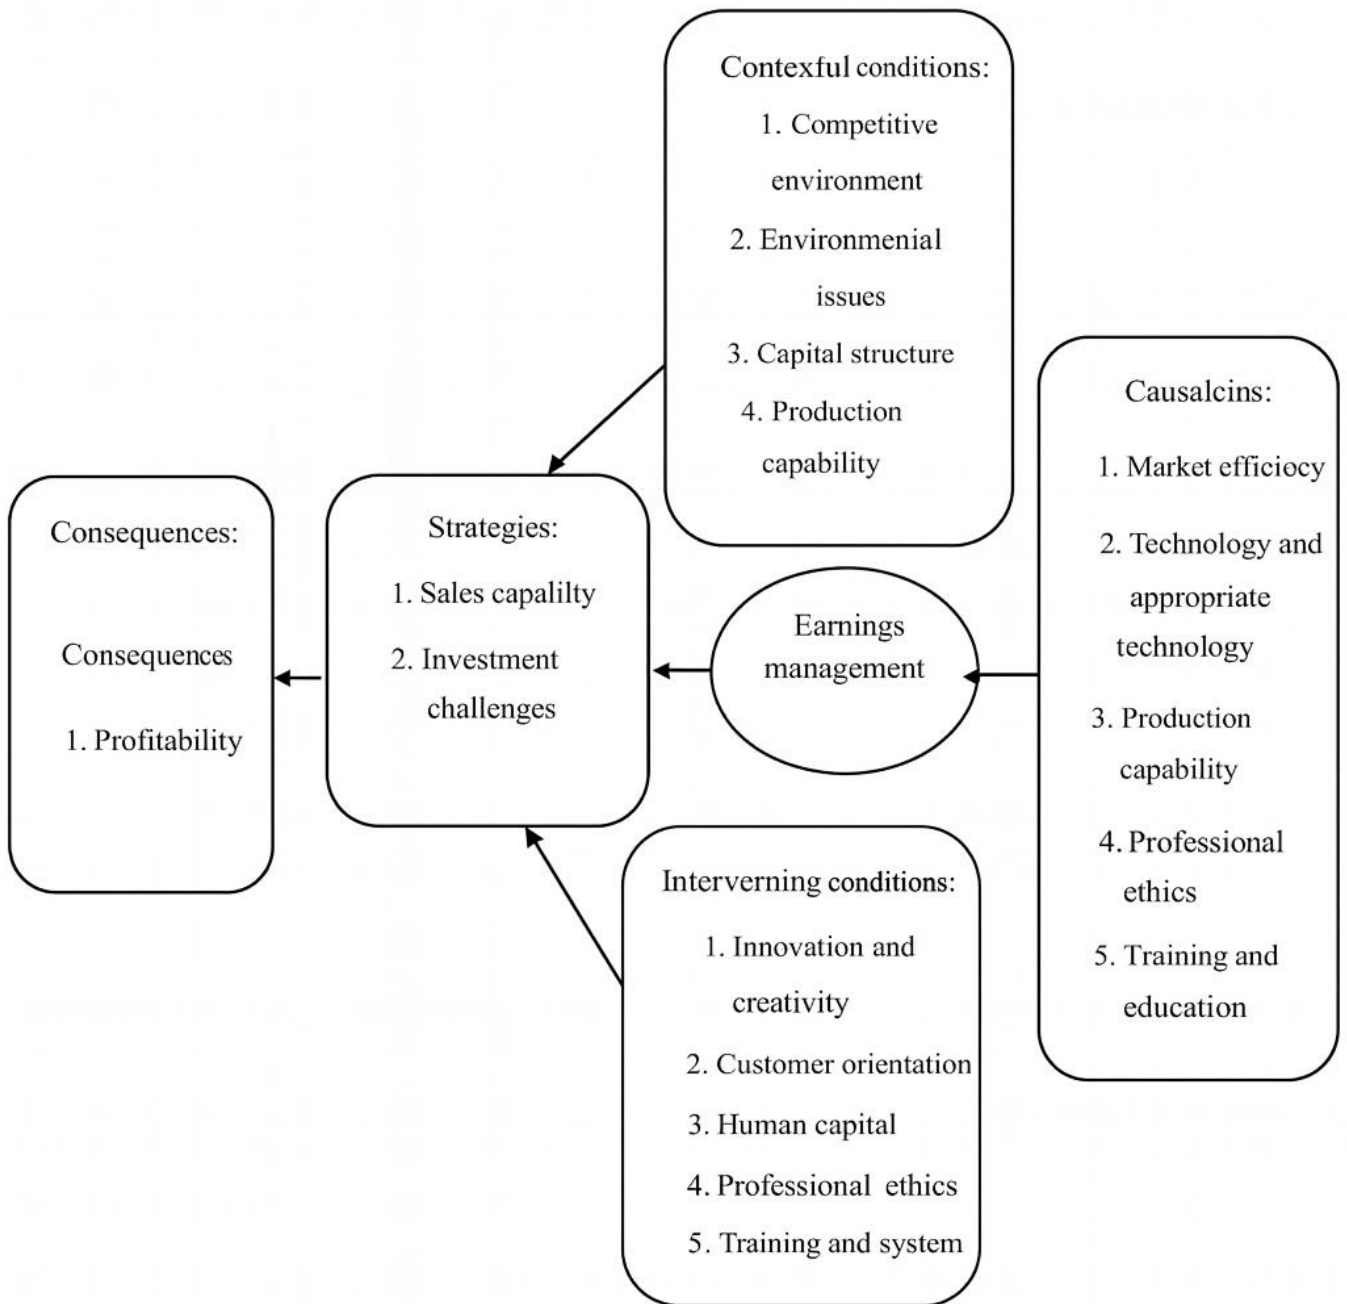 Contexful conditions:
1. Competitive
environment
2. Environmenial
issues
3. Capital structure
4. Production
capability
Causalcins:
1. Market efficiocy
2. Technology and
appropriate
technology
3. Production
capability
4. Professional
ethics
5. Training and
education
Consequences:
Consequences
1. Profitability
Strategies:
1. Sales capalilty
2. Investment
challenges
Earnings
management
Interverning conditions:
1. Innovation and
creativity
2. Customer orientation
3. Human capital
4. Professional ethics
5. Training and system